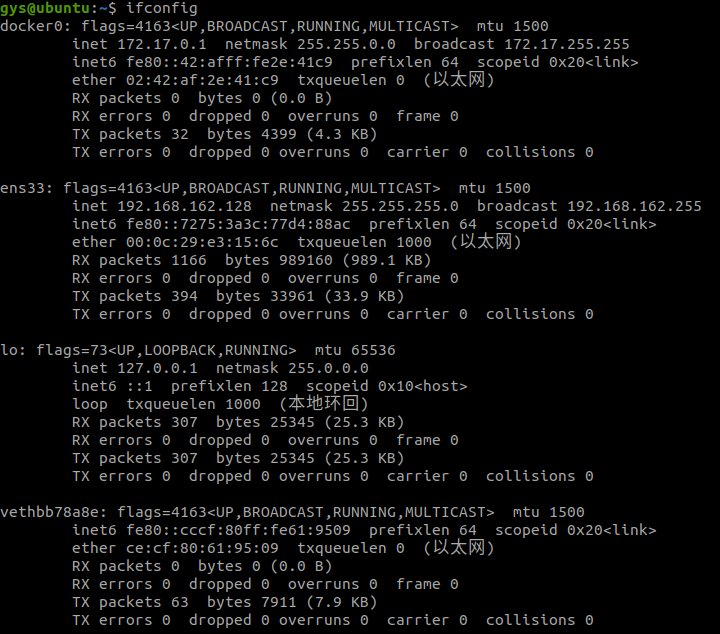 gys@ubuntu:~$ ifconfig
docker0: flags=4163<UP,BROADCAST,RUNNING,MULTICAST>  mtu 1500
        inet 172.17.0.1  netmask 255.255.0.0  broadcast 172.17.255.255
        inet6 fe80::42:afff:fe2e:41c9  prefixlen 64  scopeid 0x20<link>
        ether 02:42:af:2e:41:c9  txqueuelen 0  (以太网)
        RX packets 0  bytes 0 (0.0 B)
        RX errors 0  dropped 0  overruns 0  frame 0
        TX packets 32  bytes 4399 (4.3 KB)
        TX errors 0  dropped 0 overruns 0  carrier 0  collisions 0

ens33: flags=4163<UP,BROADCAST,RUNNING,MULTICAST>  mtu 1500
        inet 192.168.162.128  netmask 255.255.255.0  broadcast 192.168.162.255
        inet6 fe80::7275:3a3c:77d4:88ac  prefixlen 64  scopeid 0x20<link>
        ether 00:0c:29:e3:15:6c  txqueuelen 1000  (以太网)
        RX packets 1166  bytes 989160 (989.1 KB)
        RX errors 0  dropped 0  overruns 0  frame 0
        TX packets 394  bytes 33961 (33.9 KB)
        TX errors 0  dropped 0 overruns 0  carrier 0  collisions 0

lo: flags=73<UP,LOOPBACK,RUNNING>  mtu 65536
        inet 127.0.0.1  netmask 255.0.0.0
        inet6 ::1  prefixlen 128  scopeid 0x10<host>
        loop  txqueuelen 1000  (本地环回)
        RX packets 307  bytes 25345 (25.3 KB)
        RX errors 0  dropped 0  overruns 0  frame 0
        TX packets 307  bytes 25345 (25.3 KB)
        TX errors 0  dropped 0 overruns 0  carrier 0  collisions 0

vethbb78a8e: flags=4163<UP,BROADCAST,RUNNING,MULTICAST>  mtu 1500
        inet6 fe80::cccf:80ff:fe61:9509  prefixlen 64  scopeid 0x20<link>
        ether ce:cf:80:61:95:09  txqueuelen 0  (以太网)
        RX packets 0  bytes 0 (0.0 B)
        RX errors 0  dropped 0  overruns 0  frame 0
        TX packets 63  bytes 7911 (7.9 KB)
        TX errors 0  dropped 0 overruns 0  carrier 0  collisions 0